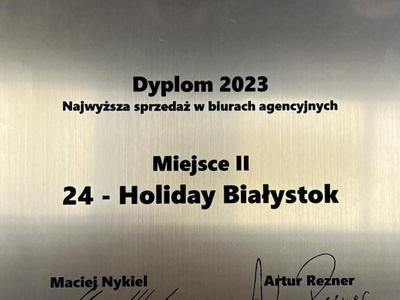 Dyplom 2023
Najwyższa sprzedaż w biurach agencyjnych
Miejsce II
24 - Holiday Białystok
Maciej Nykiel Artur Rezner